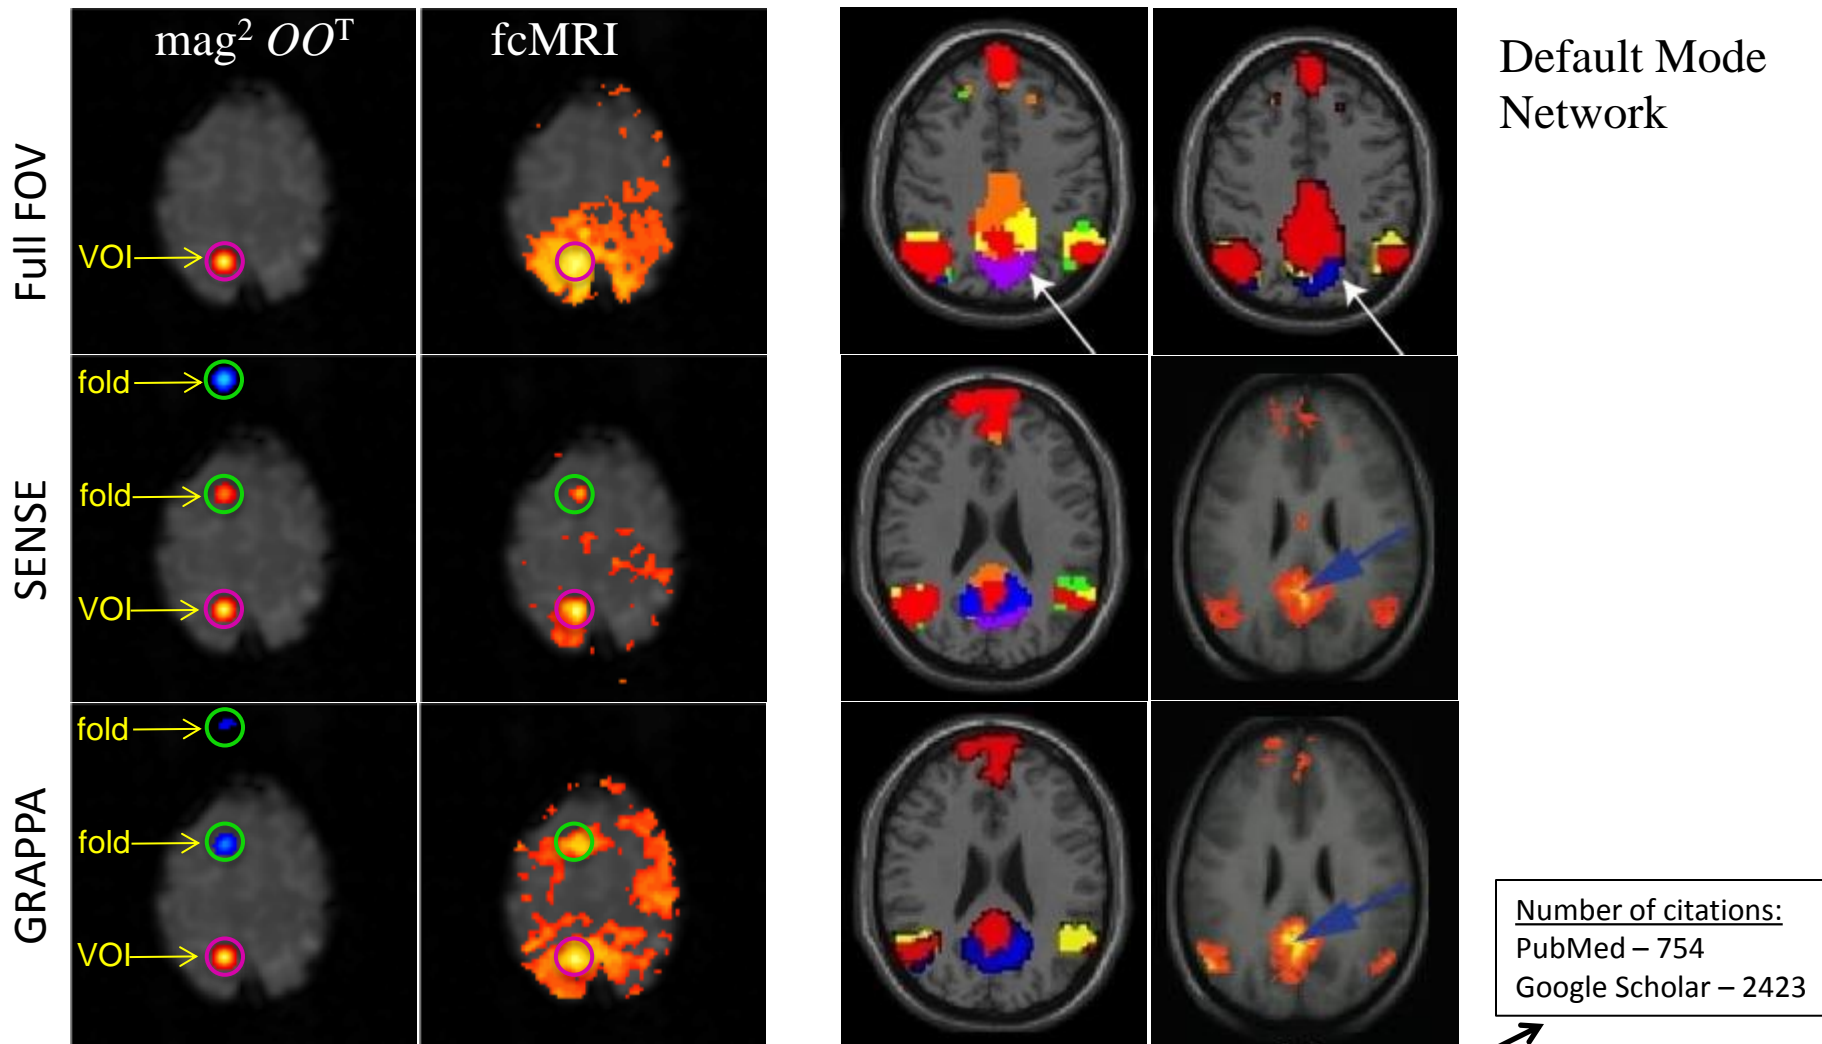 mag² OOᵀ
fcMRI
Default Mode
Network
Full FOV
VOI
SENSE
fold
fold
VOI
GRAPPA
fold
fold
VOI
Number of citations:
PubMed – 754
Google Scholar – 2423